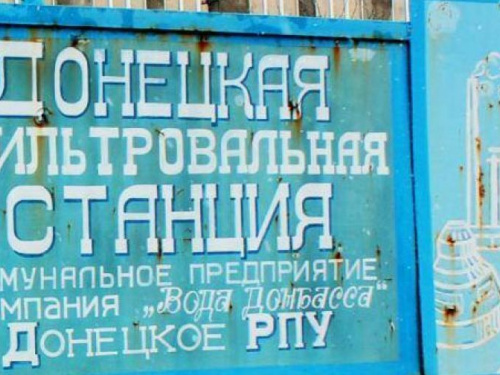 ДОНЕЦКАЯ
ИЛЬТРОВАЛЬНАЯ
СТАНЦИЯ
МУНАЛЬНОЕ ПРЕДПРИЯТИЕ
МПАНИЯ „Вода Донбасса“
ДОНЕЦКОЕ РПУ